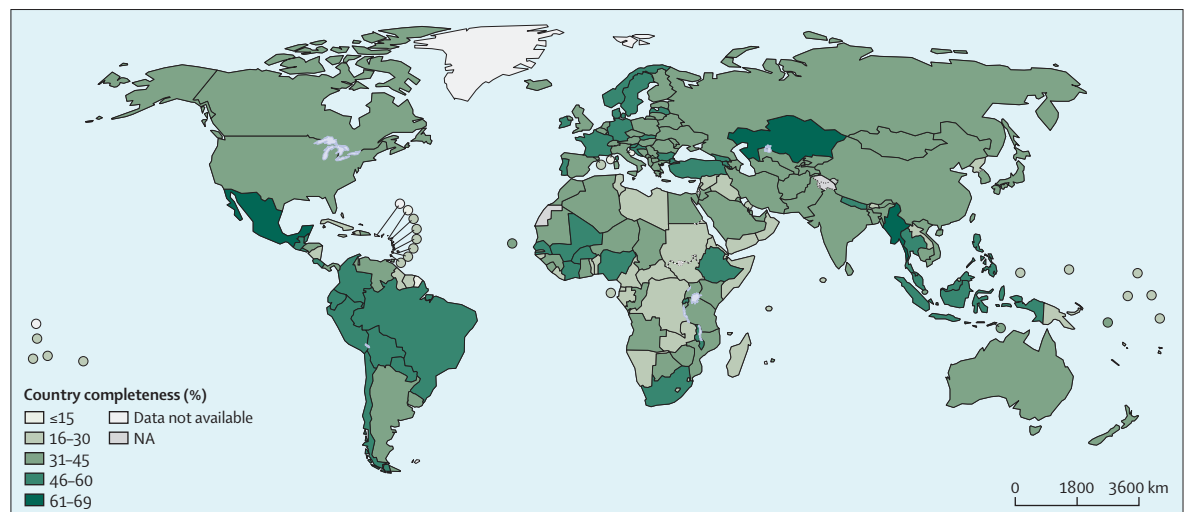 Country completeness (%)
≤15
Data not available
16–30
NA
31–45
46–60
61–69
0 1800 3600 km